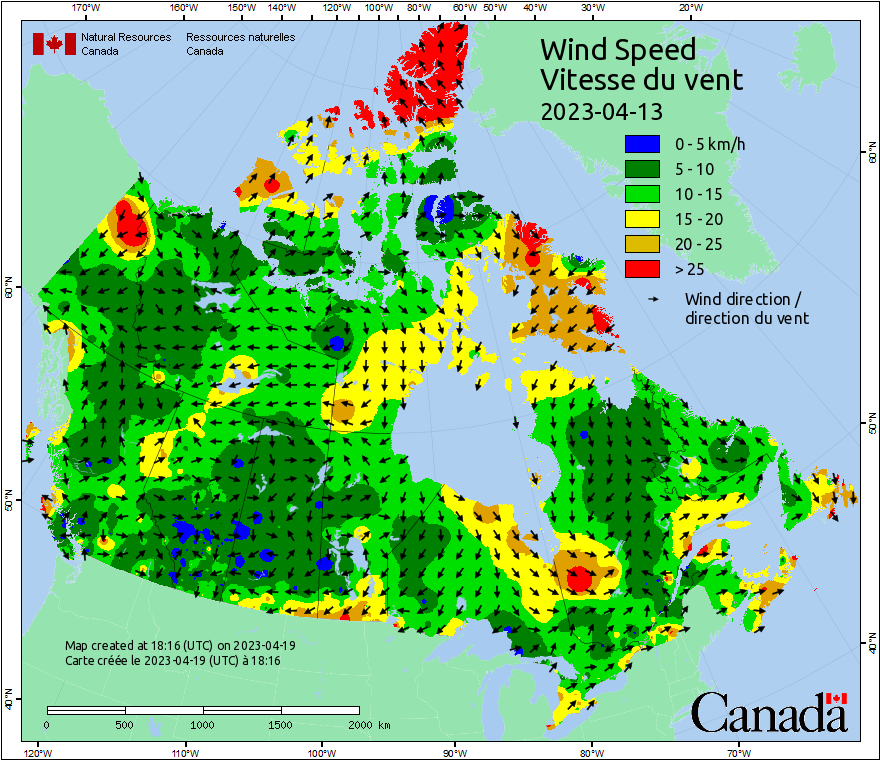 170°W 160°W 150°W 140°W 120°W 100°W 80°W 60°W 50°W 40°W 30°W 20°W
Natural Resources Ressources naturelles
Canada Canada
Wind Speed
Vitesse du vent
2023-04-13
0 - 5 km/h
5 - 10
10 - 15
15 - 20
20 - 25
> 25
Wind direction /
direction du vent
60°N 60°N
50°N 50°N
40°N 40°N
Map created at 18:16 (UTC) on 2023-04-19
Carte créée le 2023-04-19 (UTC) à 18:16
0 500 1000 1500 2000 km
Canada
120°W 110°W 100°W 90°W 80°W 70°W